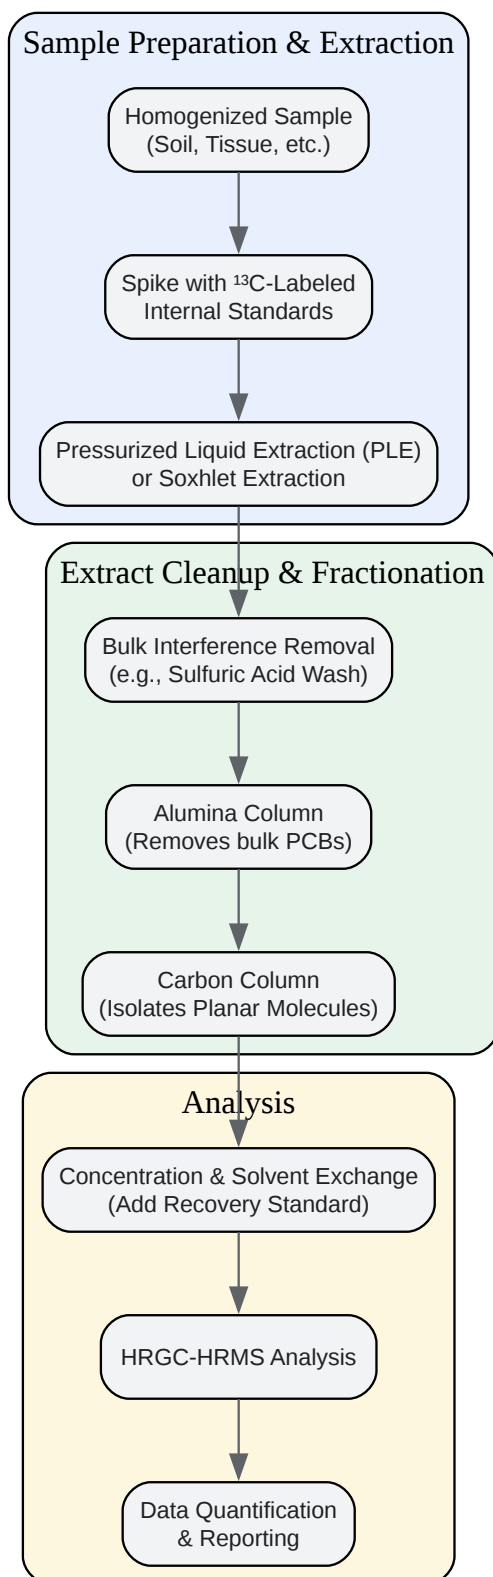 Sample Preparation & Extraction
Homogenized Sample
(Soil, Tissue, etc.)
Spike with ¹³C-Labeled
Internal Standards
Pressurized Liquid Extraction (PLE)
or Soxhlet Extraction
Extract Cleanup & Fractionation
Bulk Interference Removal
(e.g., Sulfuric Acid Wash)
Alumina Column
(Removes bulk PCBs)
Carbon Column
(Isolates Planar Molecules)
Analysis
Concentration & Solvent Exchange
(Add Recovery Standard)
HRGC-HRMS Analysis
Data Quantification
& Reporting